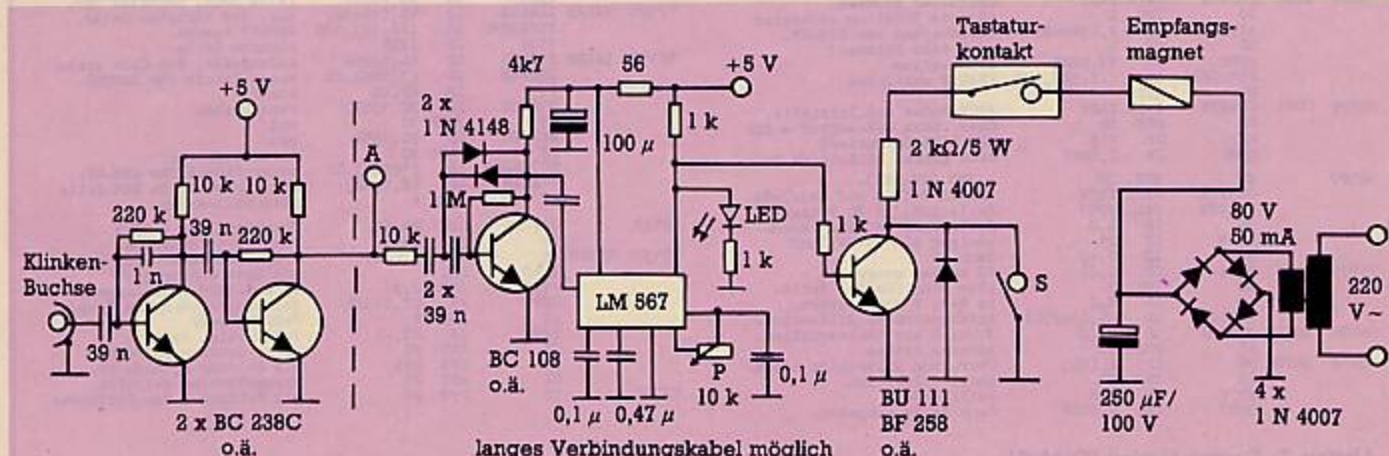 Tastatur-
kontakt
Empfangs-
magnet
+5 V
4k7
56
+5 V
2 x
1 N 4148
100 µ
1 k
2 kΩ/5 W
1 N 4007
10 k
10 k
A
220 k
39 n
220 k
1 n
1 M
10 k
LED
1 k
1 k
80 V
50 mA
S
220
V ~
Klinken-
Buchse
39 n
2 x
39 n
LM 567
P
10 k
0,1 µ
BC 108
o.ä.
0,1 µ
0,47 µ
BU 111
BF 258
o.ä.
250 µF/
100 V
4 x
1 N 4007
2 x BC 238C
o.ä.
langes Verbindungskabel möglich